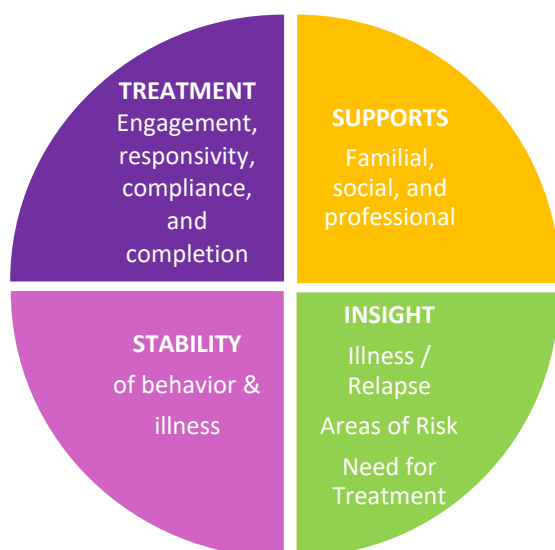 TREATMENT
Engagement,
responsivity,
compliance,
and
completion
SUPPORTS
Familial,
social, and
professional
STABILITY
of behavior &
illness
INSIGHT
Illness /
Relapse
Areas of Risk
Need for
Treatment